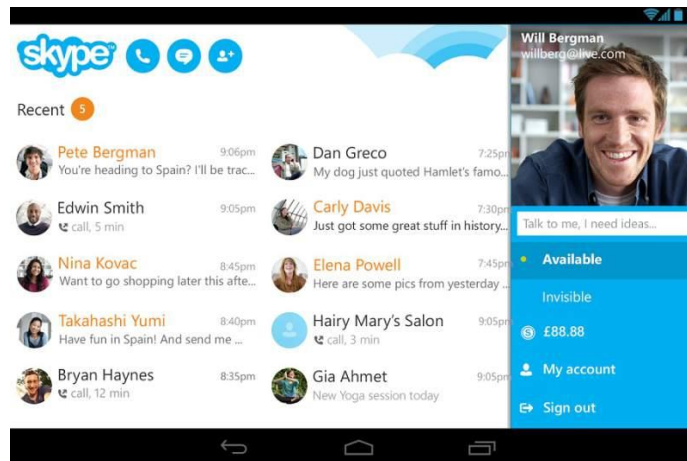 skype™
Recent 5
Pete Bergman 9:06pm
You're heading to Spain? I'll be trac...
Edwin Smith 9:05pm
call, 5 min
Nina Kovac 8:45pm
Want to go shopping later this afte...
Takahashi Yumi 8:40pm
Have fun in Spain! And send me ...
Bryan Haynes 8:35pm
call, 12 min
Dan Greco 7:25pm
My dog just quoted Hamlet's famo...
Carly Davis 7:30pm
Just got some great stuff in history...
Elena Powell 7:45pm
Here are some pics from yesterday ...
Hairy Mary's Salon 9:05pm
call, 3 min
Gia Ahmet 9:05pm
New Yoga session today
Will Bergman
willberg@live.com
Talk to me, I need ideas...
Available
Invisible
£88.88
My account
Sign out